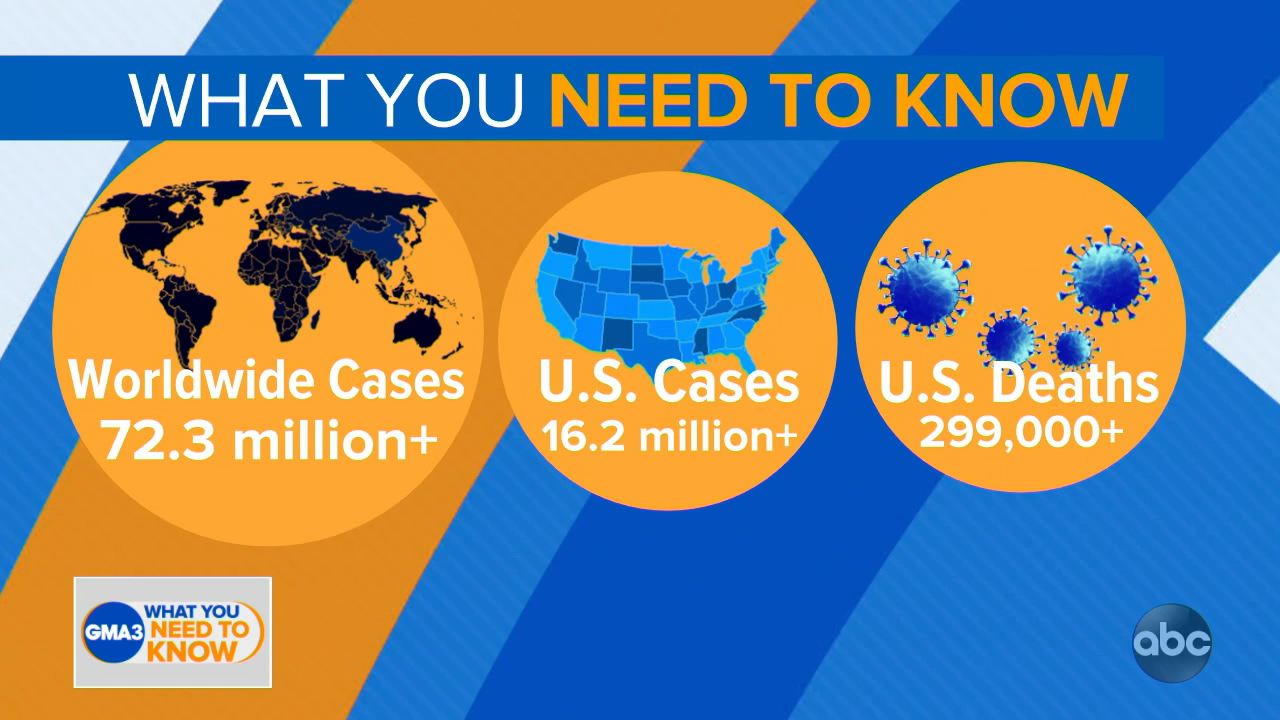 WHAT YOU NEED TO KNOW
Worldwide Cases
72.3 million+
U.S. Cases
16.2 million+
U.S. Deaths
299,000+
GMA3
WHAT YOU
NEED TO
KNOW
abc